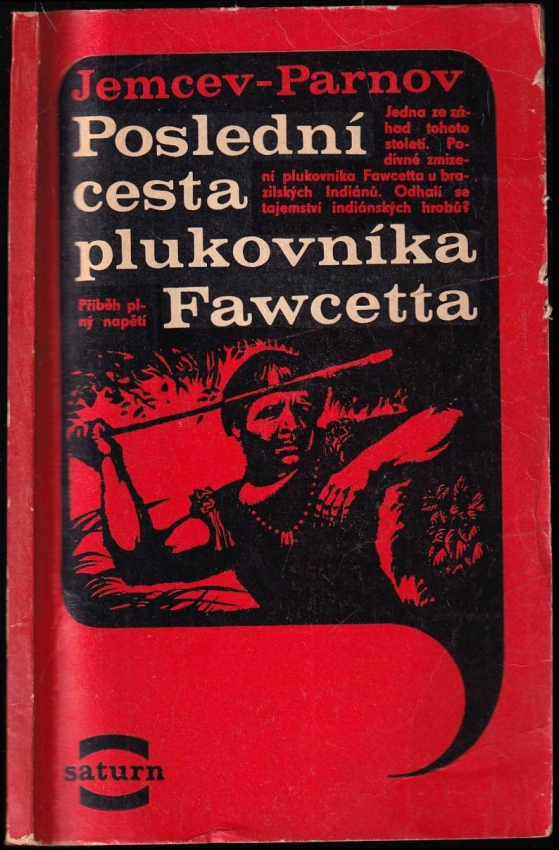 Jemcev-Parnov
Poslední
cesta
plukovníka
Fawcetta
Jedna ze zá-
had tohoto
století. Po-
divné zmize-
ní plukovníka Fawcetta u bra-
zilských Indiánů. Odhalí se
tajemství indiánských hrobů?
Příběh pl-
ný napětí
saturn